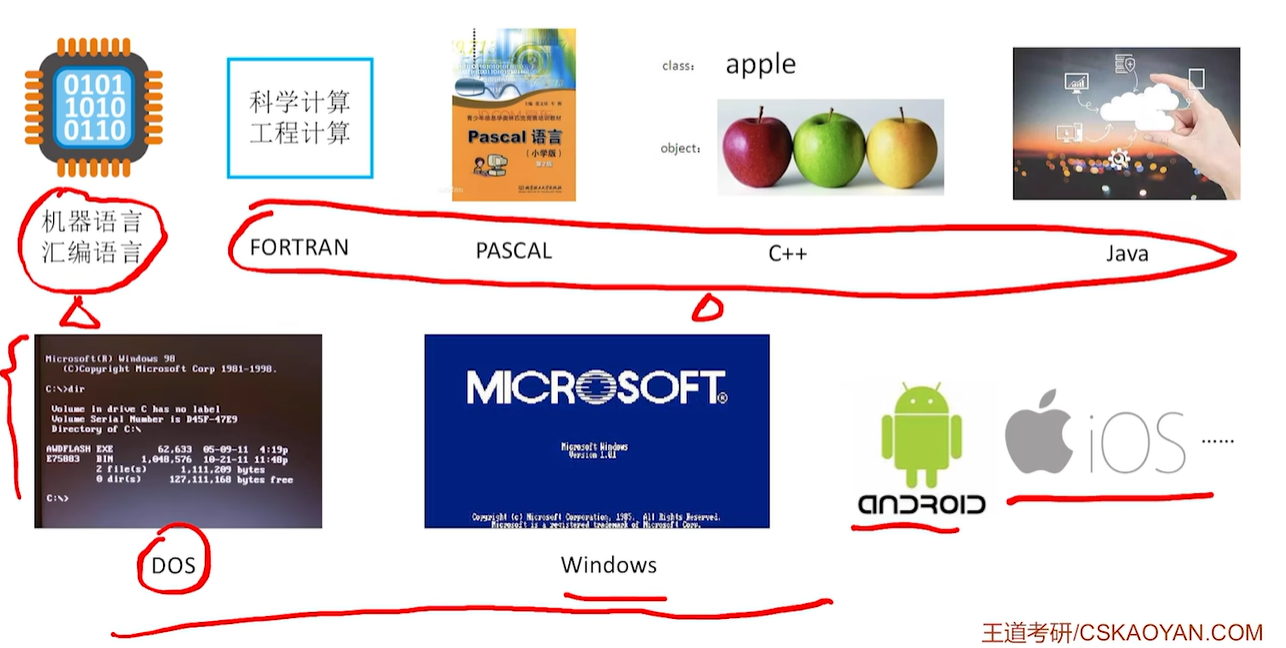 0101
1010
0110
科学计算
工程计算
Pascal 语言
(小学版)
第2版
class:
apple
object:
机器语言
汇编语言
FORTRAN
PASCAL
C++
Java
Microsoft(R) Windows 98
(C)Copyright Microsoft Corp 1981-1998.
C:\>dir
Volume in drive C has no label
Volume Serial Number is D45F-47E9
Directory of C:\
AWDFLASH EXE 62,633 05-09-11 4:19p
E75883 BIN 1,048,576 10-21-11 11:48p
2 file(s) 1,111,209 bytes
0 dir(s) 127,111,168 bytes free
C:\>
MICROSOFT®
Microsoft Windows
Version 1.01
Copyright (c) Microsoft Corporation, 1985. All Rights Reserved.
Microsoft is a registered trademark of Microsoft Corp.
ANDROID
iOS
……
DOS
Windows
王道考研/CSKAOYAN.COM